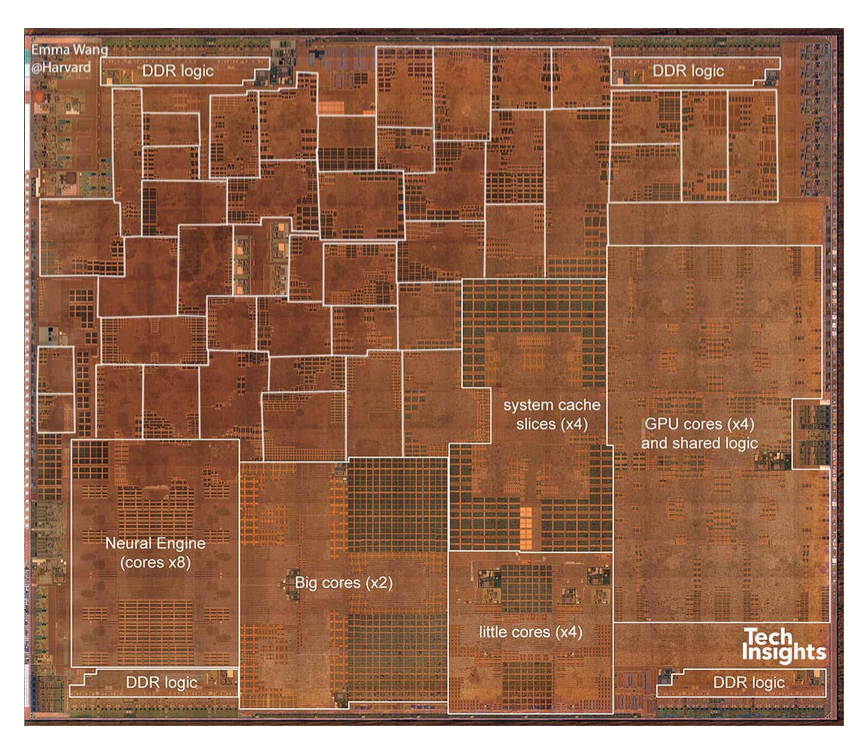 Emma Wang
@Harvard
DDR logic
DDR logic
system cache
slices (x4)
GPU cores (x4)
and shared logic
Neural Engine
(cores x8)
Big cores (x2)
little cores (x4)
Tech
Insights
DDR logic
DDR logic